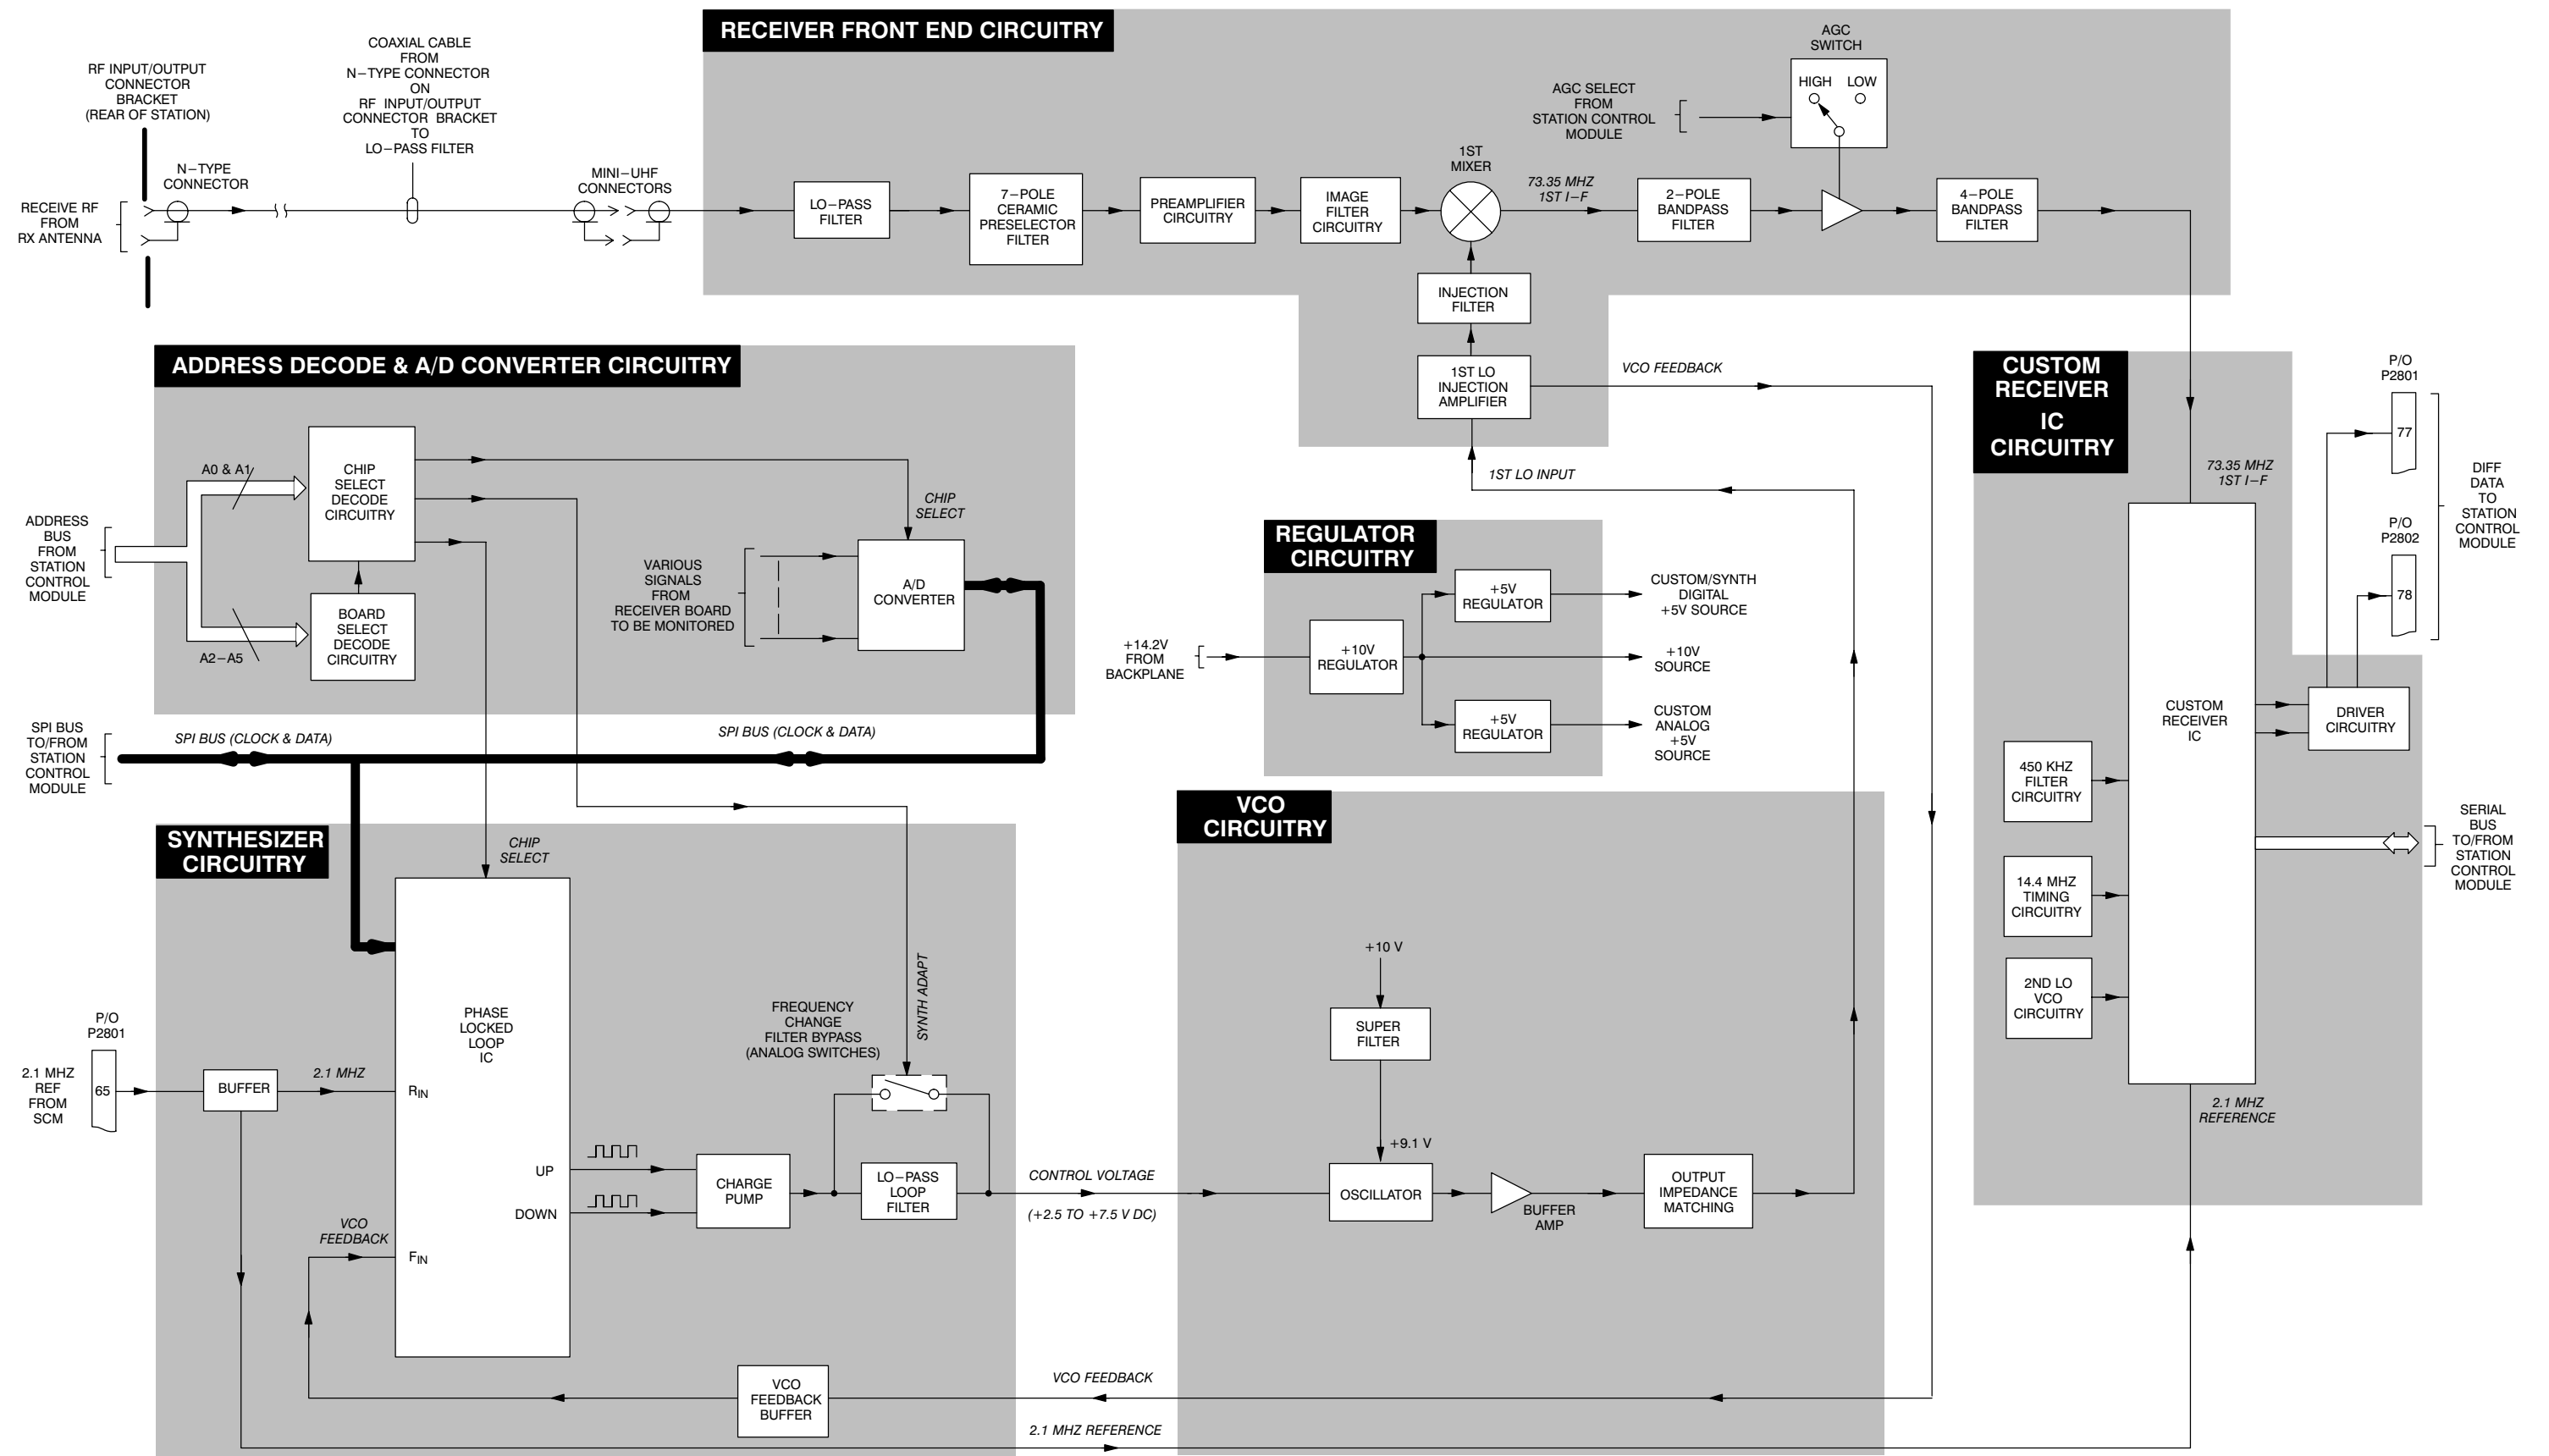 RECEIVER FRONT END CIRCUITRY
RF INPUT/OUTPUT
CONNECTOR
BRACKET
(REAR OF STATION)
COAXIAL CABLE
FROM
N−TYPE CONNECTOR
ON
RF INPUT/OUTPUT
CONNECTOR BRACKET
TO
LO−PASS FILTER
N−TYPE
CONNECTOR
MINI−UHF
CONNECTORS
RECEIVE RF
FROM
RX ANTENNA
LO−PASS
FILTER
7−POLE
CERAMIC
PRESELECTOR
FILTER
PREAMPLIFIER
CIRCUITRY
IMAGE
FILTER
CIRCUITRY
1ST
MIXER
73.35 MHZ
1ST I−F
2−POLE
BANDPASS
FILTER
AGC SELECT
FROM
STATION CONTROL
MODULE
AGC
SWITCH
HIGH LOW
4−POLE
BANDPASS
FILTER
INJECTION
FILTER
1ST LO
INJECTION
AMPLIFIER
VCO FEEDBACK
1ST LO INPUT
ADDRESS DECODE & A/D CONVERTER CIRCUITRY
ADDRESS
BUS
FROM
STATION
CONTROL
MODULE
A0 & A1
A2−A5
CHIP
SELECT
DECODE
CIRCUITRY
BOARD
SELECT
DECODE
CIRCUITRY
VARIOUS
SIGNALS
FROM
RECEIVER BOARD
TO BE MONITORED
CHIP
SELECT
A/D
CONVERTER
SPI BUS
TO/FROM
STATION
CONTROL
MODULE
SPI BUS (CLOCK & DATA)
SPI BUS (CLOCK & DATA)
REGULATOR
CIRCUITRY
+14.2V
FROM
BACKPLANE
+10V
REGULATOR
+5V
REGULATOR
+5V
REGULATOR
CUSTOM/SYNTH
DIGITAL
+5V SOURCE
+10V
SOURCE
CUSTOM
ANALOG
+5V
SOURCE
CUSTOM
RECEIVER
IC
CIRCUITRY
73.35 MHZ
1ST I−F
P/O
P2801
77
P/O
P2802
78
DIFF
DATA
TO
STATION
CONTROL
MODULE
CUSTOM
RECEIVER
IC
DRIVER
CIRCUITRY
450 KHZ
FILTER
CIRCUITRY
14.4 MHZ
TIMING
CIRCUITRY
2ND LO
VCO
CIRCUITRY
SERIAL
BUS
TO/FROM
STATION
CONTROL
MODULE
2.1 MHZ
REFERENCE
SYNTHESIZER
CIRCUITRY
CHIP
SELECT
P/O
P2801
2.1 MHZ
REF
FROM
SCM
65
BUFFER
2.1 MHZ
RIN
PHASE
LOCKED
LOOP
IC
UP
DOWN
VCO
FEEDBACK
FIN
CHARGE
PUMP
FREQUENCY
CHANGE
FILTER BYPASS
(ANALOG SWITCHES)
SYNTH ADAPT
LO−PASS
LOOP
FILTER
CONTROL VOLTAGE
(+2.5 TO +7.5 V DC)
VCO
FEEDBACK
BUFFER
VCO FEEDBACK
2.1 MHZ REFERENCE
VCO
CIRCUITRY
+10 V
SUPER
FILTER
+9.1 V
OSCILLATOR
BUFFER
AMP
OUTPUT
IMPEDANCE
MATCHING